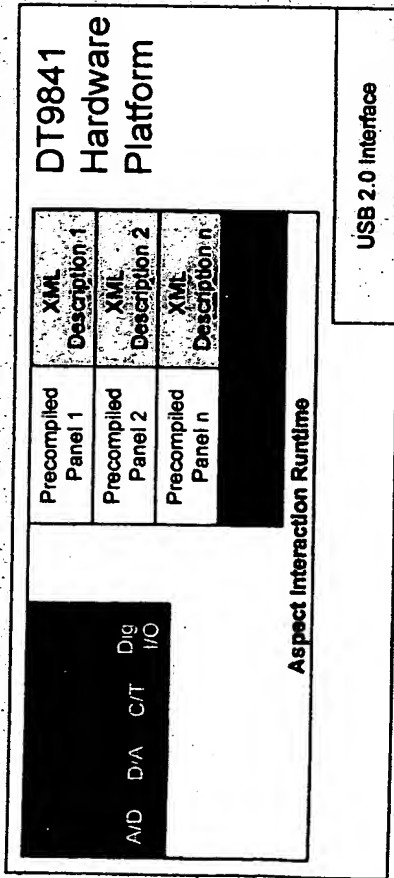 DT9841
Hardware
Platform
Precompiled
Panel 1
XML
Description 1
Precompiled
Panel 2
XML
Description 2
Precompiled
Panel n
XML
Description n
A/D D/A C/T Dig
I/O
Aspect Interaction Runtime
USB 2.0 Interface